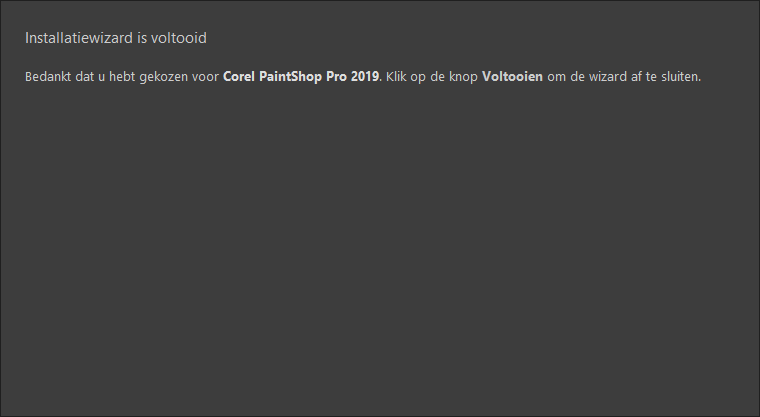 Installatiewizard is voltooid
Bedankt dat u hebt gekozen voor Corel PaintShop Pro 2019. Klik op de knop Voltooien om de wizard af te sluiten.